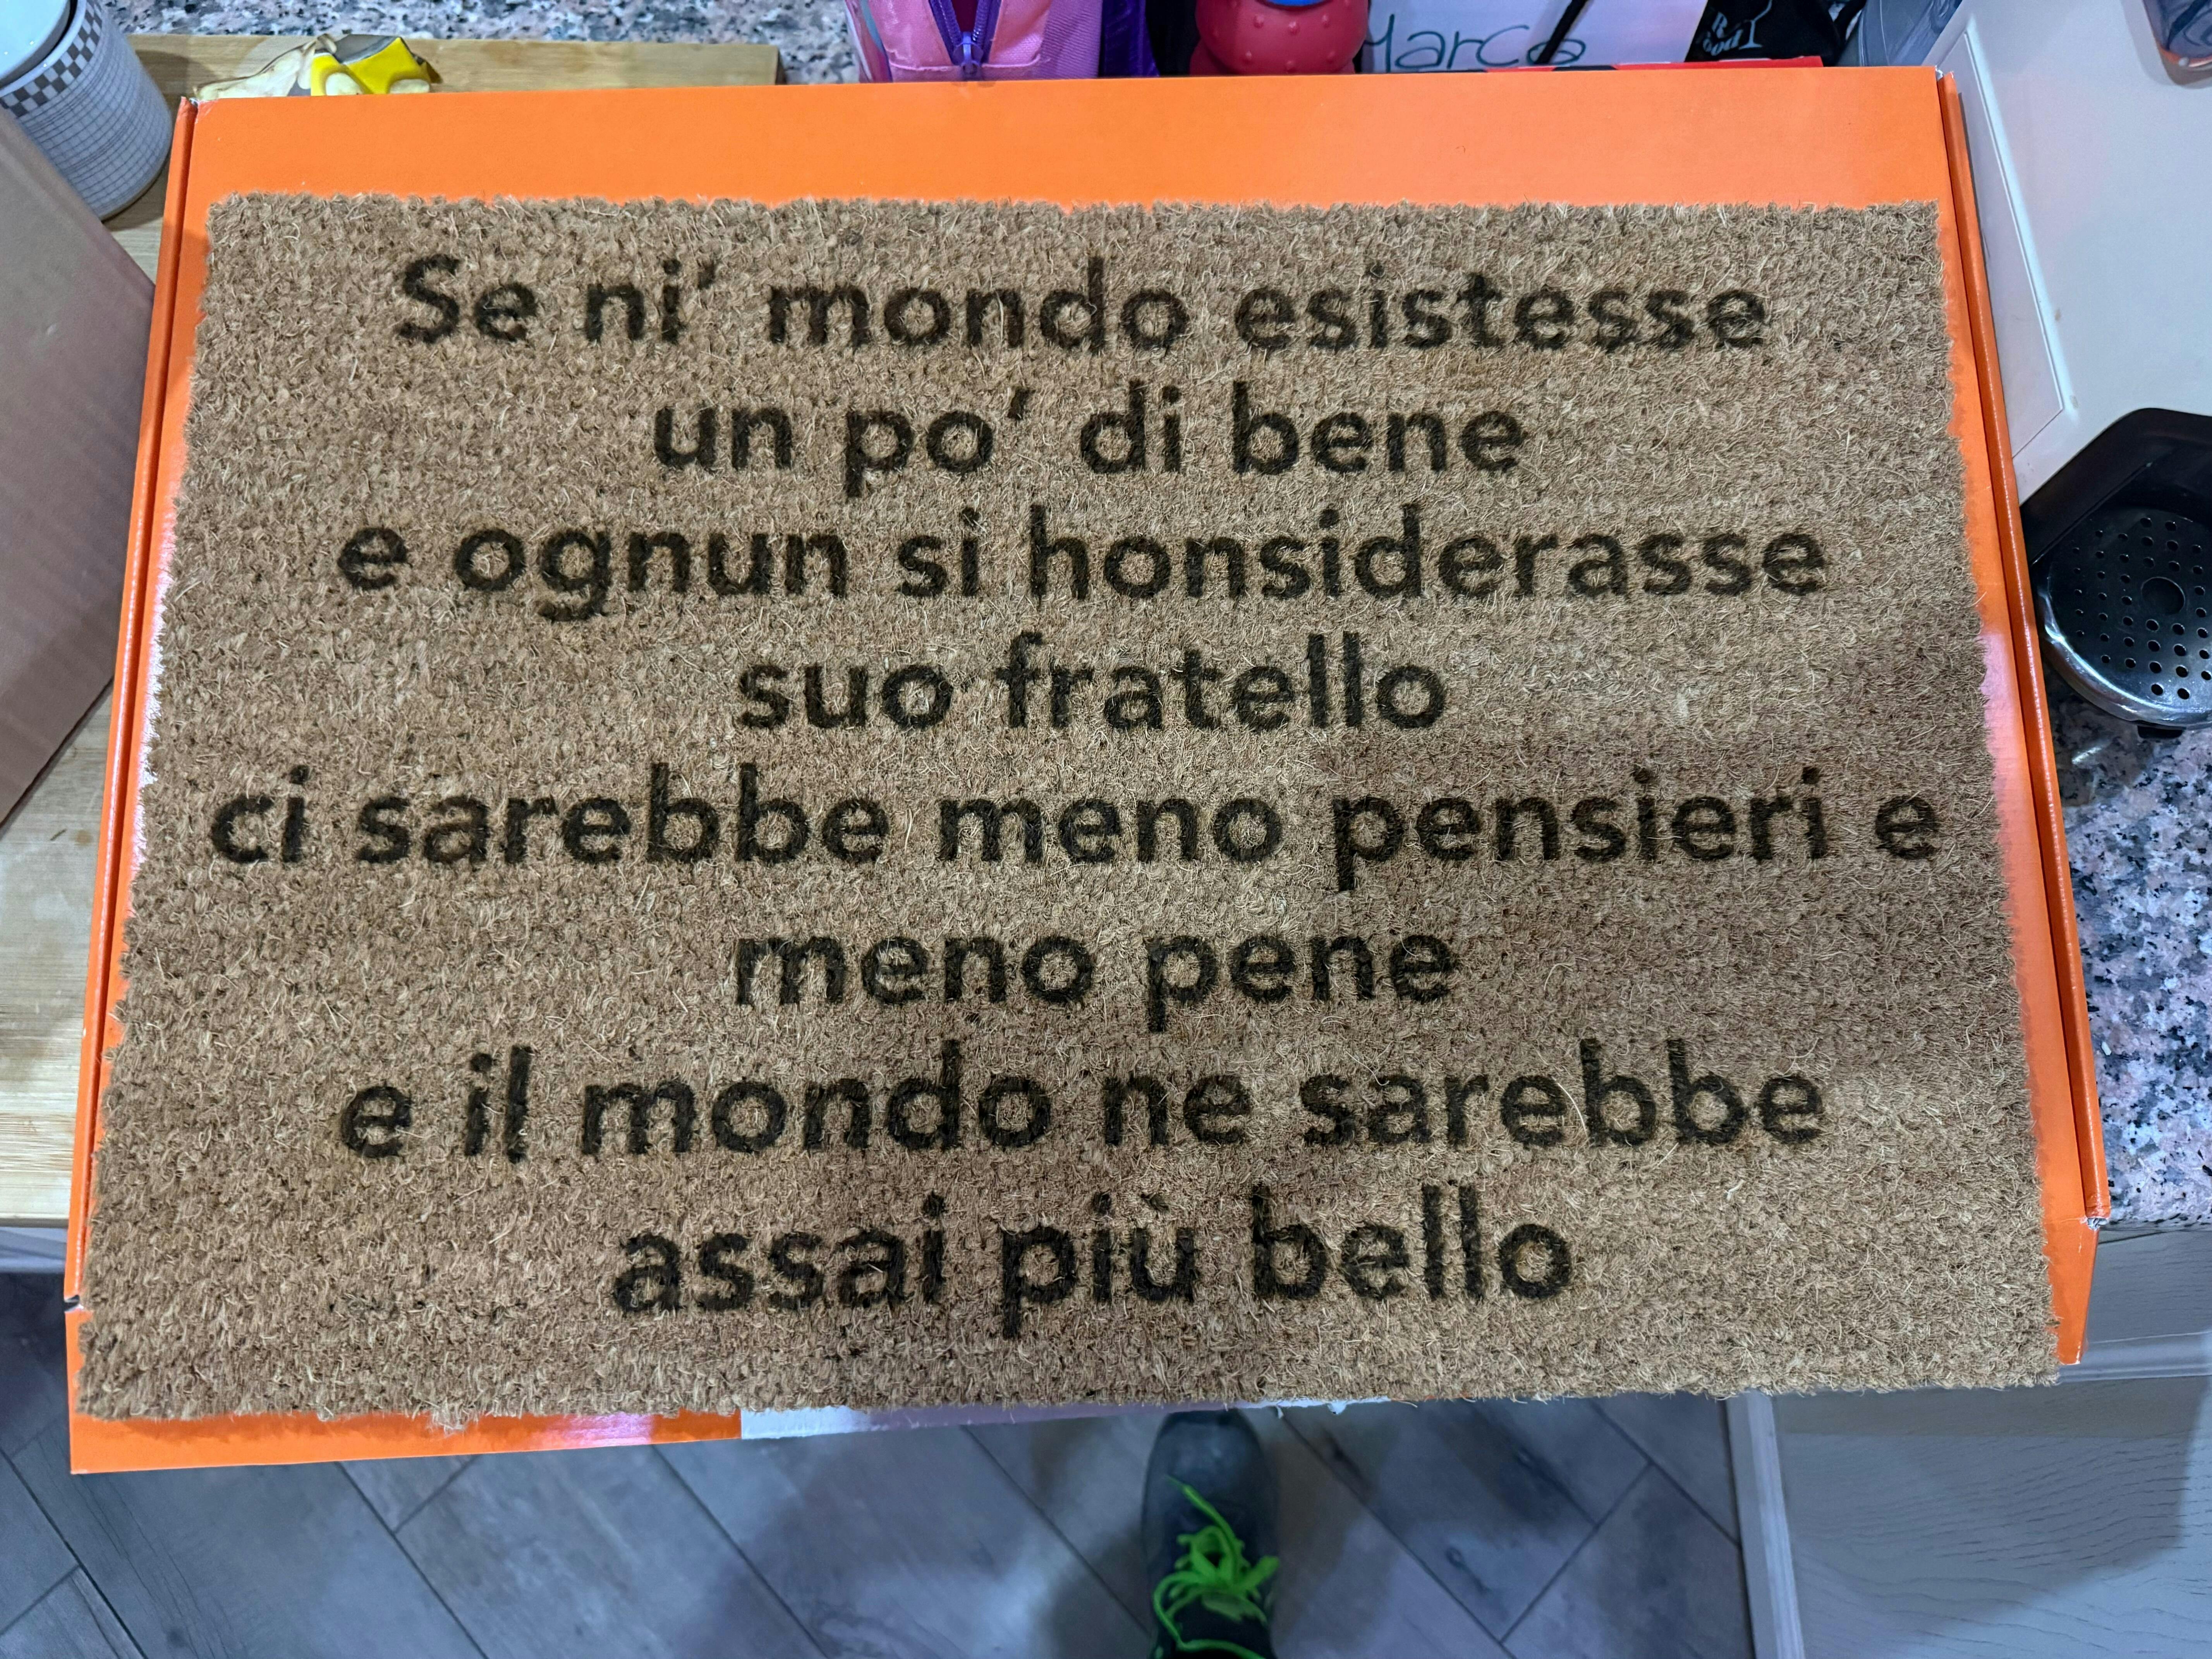 Marco
Se ni' mondo esistesse
un po' di bene
e ognun si honsiderasse
suo fratello
ci sarebbe meno pensieri e
meno pene
e il mondo ne sarebbe
assai più bello